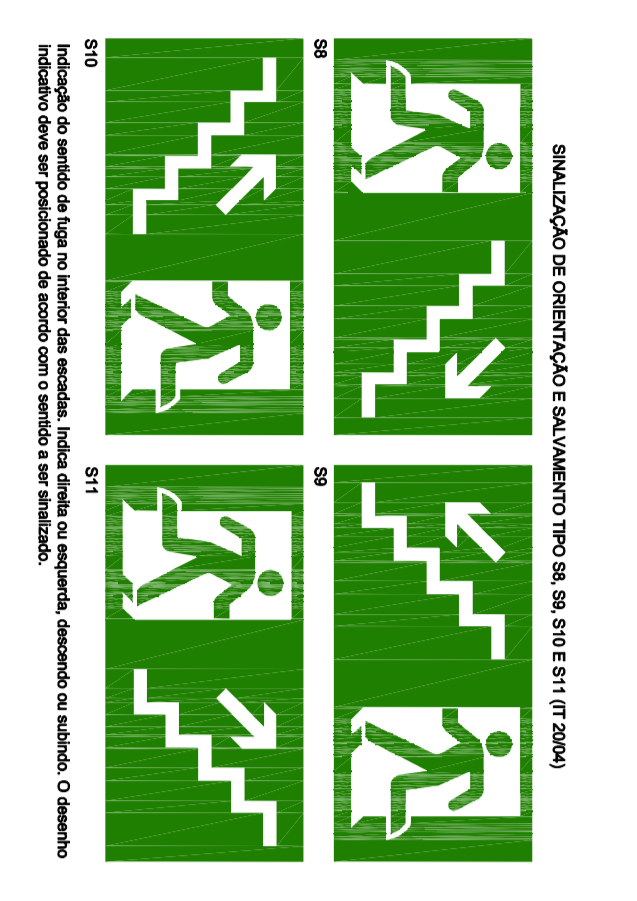 SINALIZAÇÃO DE ORIENTAÇÃO E SALVAMENTO TIPO S8, S9, S10 E S11 (IT 20/04)
S8
S9
S10
S11
Indicação do sentido de fuga no interior das escadas. Indica direita ou esquerda, descendo ou subindo. O desenho
indicativo deve ser posicionado de acordo com o sentido a ser sinalizado.